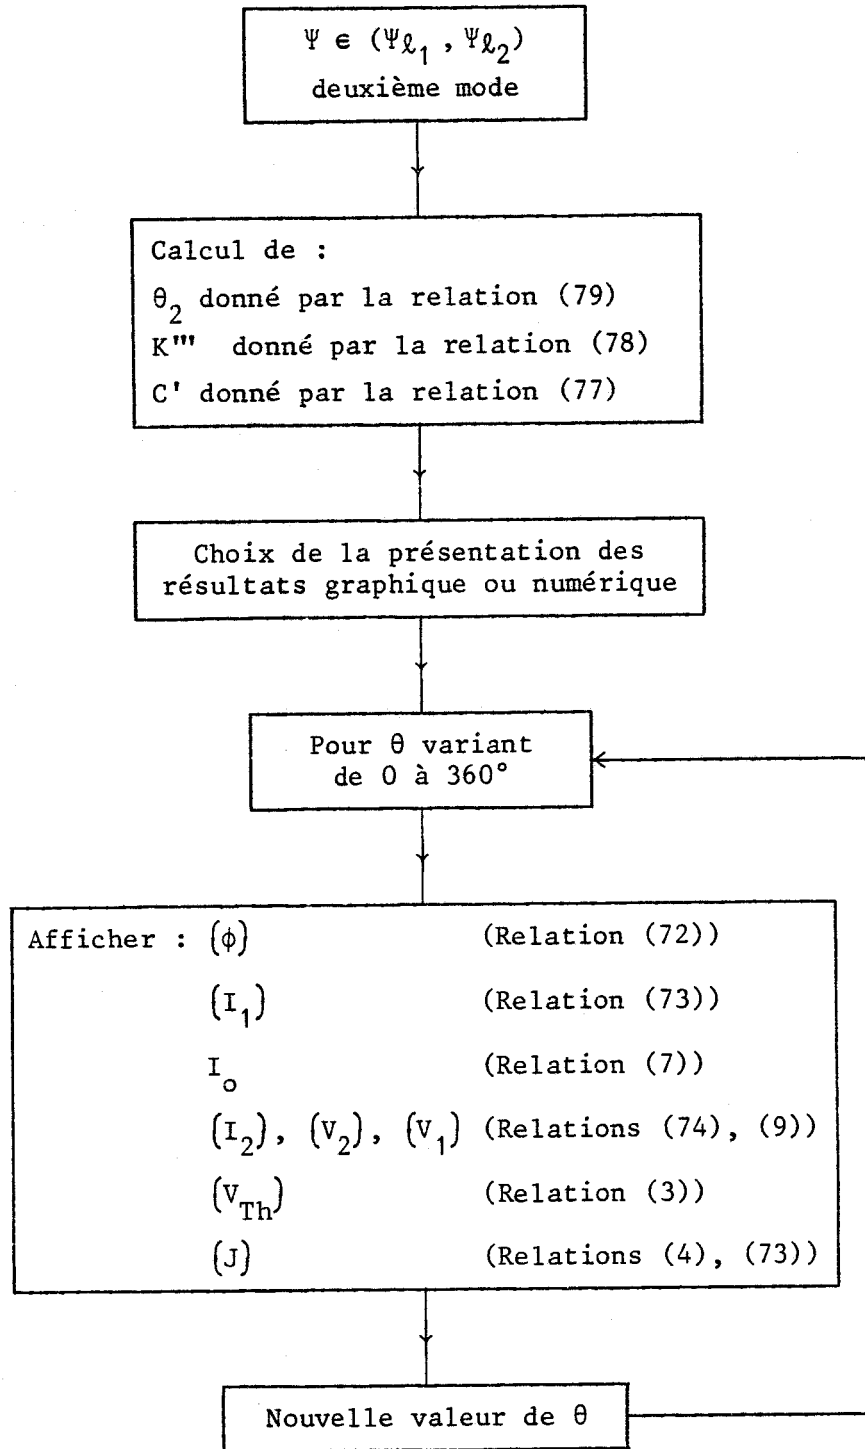 Ψ ∈ (Ψℓ1 , Ψℓ2)
deuxième mode
Calcul de :
θ2 donné par la relation (79)
K''' donné par la relation (78)
C' donné par la relation (77)
Choix de la présentation des
résultats graphique ou numérique
Pour θ variant
de 0 à 360°
Afficher : (ϕ) (Relation (72))
(I1) (Relation (73))
Io (Relation (7))
(I2), (V2), (V1) (Relations (74), (9))
(VTh) (Relation (3))
(J) (Relations (4), (73))
Nouvelle valeur de θ